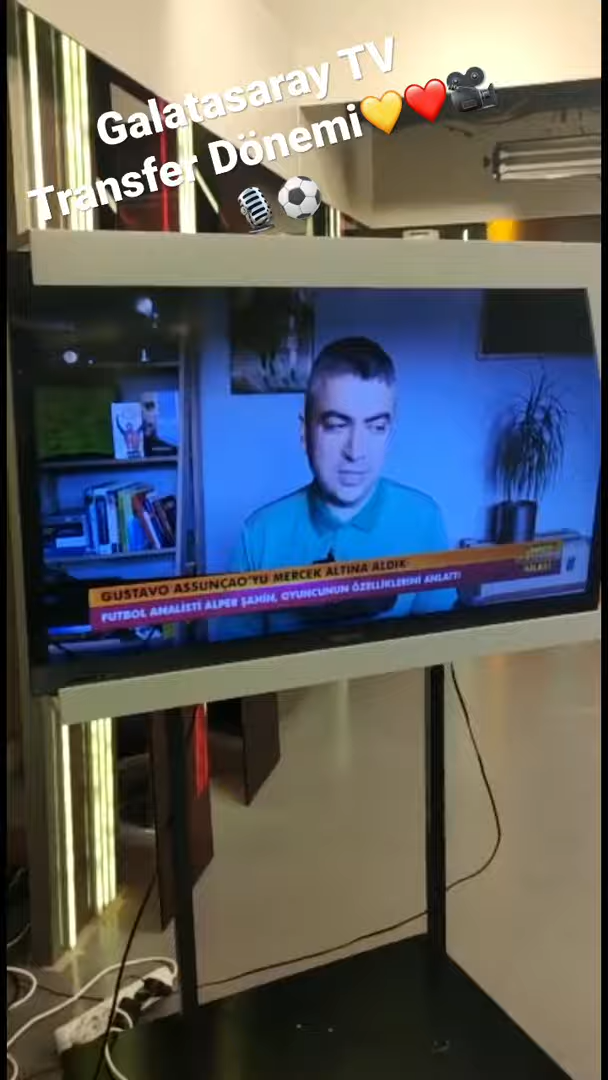 Galatasaray TV
Transfer Dönemi💛❤️🎥
🎙️⚽
GUSTAVO ASSUNÇAO'YU MERCEK ALTINA ALDIK
FUTBOL ANALİSTİ ALPER ŞAHİN, OYUNCUNUN ÖZELLİKLERİNİ ANLATTI